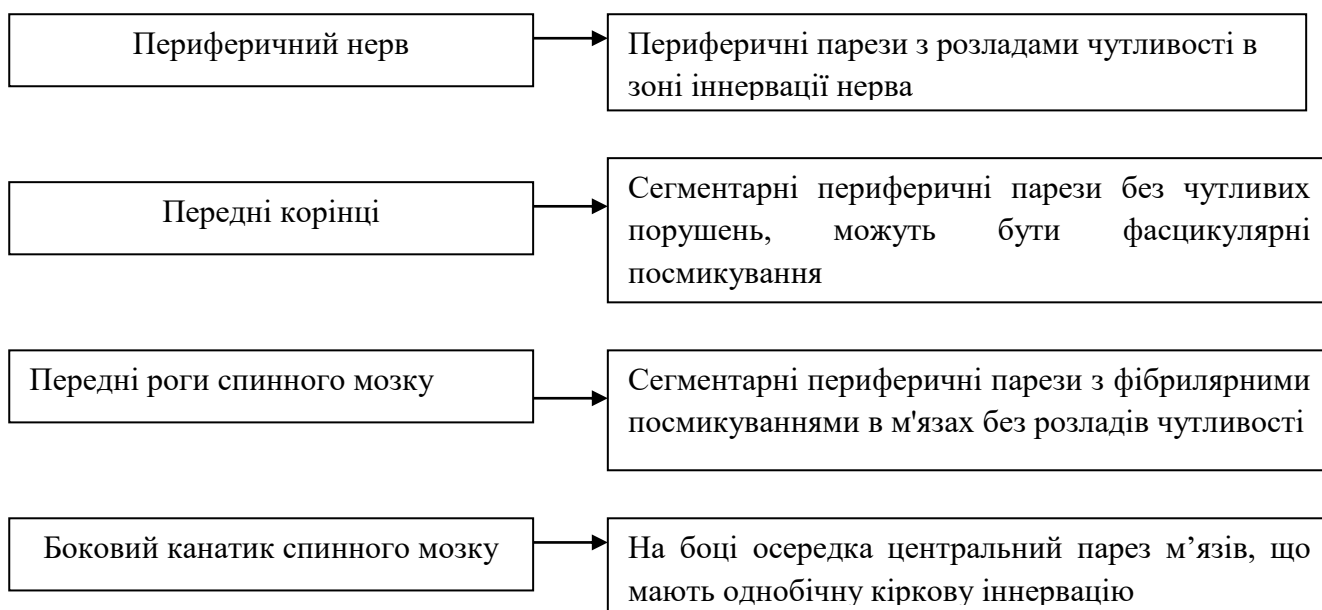 Периферичний нерв
Периферичні парези з розладами чутливості в
зоні іннервації нерва
Передні корінці
Сегментарні периферичні парези без чутливих
порушень, можуть бути фасцикулярні
посмикування
Передні роги спинного мозку
Сегментарні периферичні парези з фібрилярними
посмикуваннями в м'язах без розладів чутливості
Боковий канатик спинного мозку
На боці осередка центральний парез м’язів, що
мають однобічну кіркову іннервацію